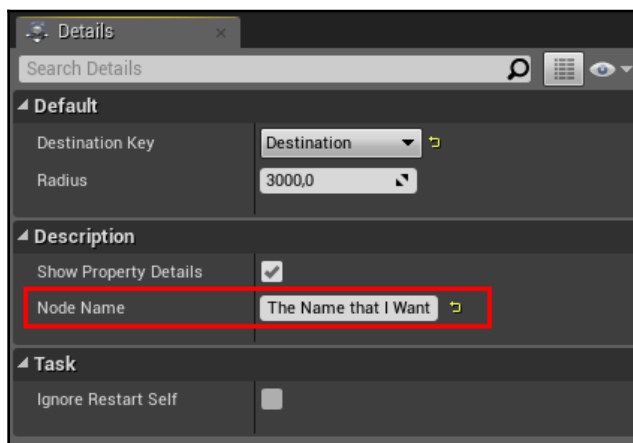 Details
Search Details
Default
Destination Key Destination
Radius 3000,0
Description
Show Property Details
Node Name The Name that I Want
Task
Ignore Restart Self